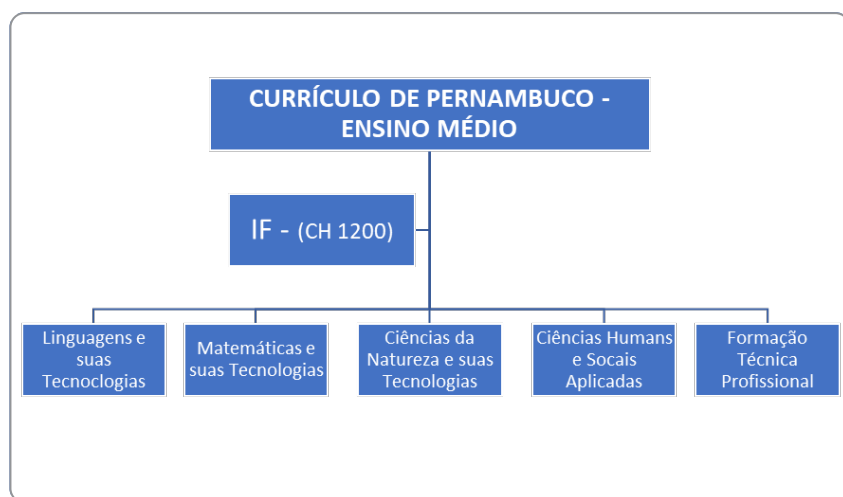 CURRÍCULO DE PERNAMBUCO -
ENSINO MÉDIO
IF - (CH 1200)
Linguagens e
suas
Tecnoclogias
Matemáticas e
suas Tecnologias
Ciências da
Natureza e suas
Tecnologias
Ciências Humans
e Socais
Aplicadas
Formação
Técnica
Profissional